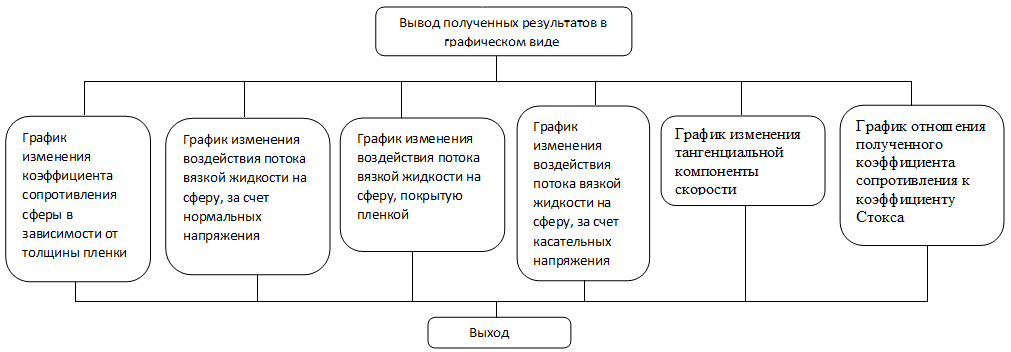 Вывод полученных результатов в
графическом виде
График
изменения
коэффициента
сопротивления
сферы в
зависимости от
толщины пленки
График изменения
воздействия потока
вязкой жидкости на
сферу, за счет
нормальных
напряжения
График изменения
воздействия потока
вязкой жидкости на
сферу, покрытую
пленкой
График
изменения
воздействия
потока вязкой
жидкости на
сферу, за счет
касательных
напряжения
График изменения
тангенциальной
компоненты
скорости
График отношения
полученного
коэффициента
сопротивления к
коэффициенту
Стокса
Выход